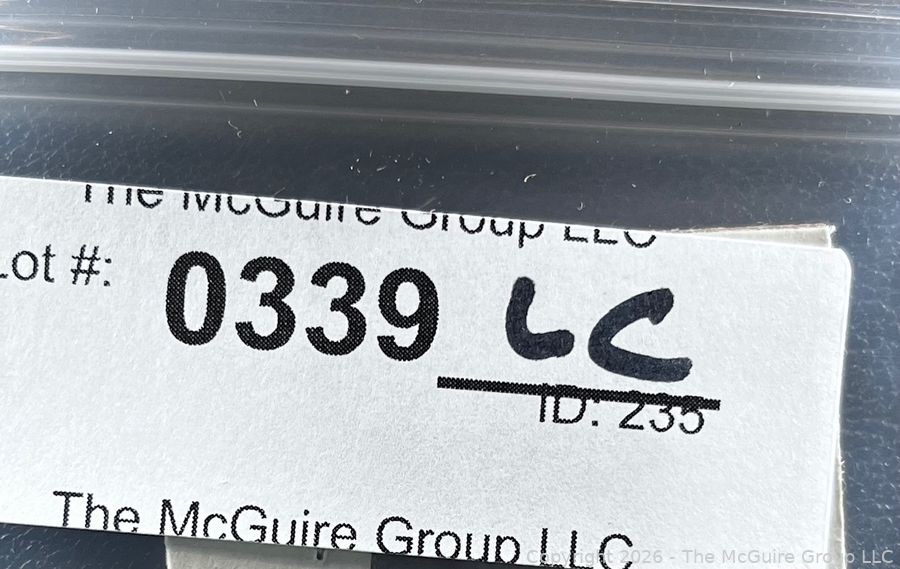 The McGuire Group LLC
Lot #: 0339 LC
ID: 235
The McGuire Group LLC
Copyright 2026 - The McGuire Group LLC